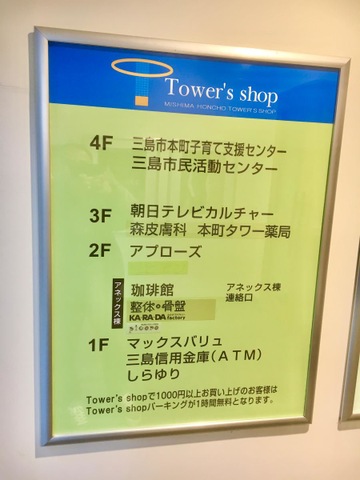 Tower's shop
MISHIMA HONCHO TOWER'S SHOP
4F 三島市本町子育て支援センター
三島市民活動センター
3F 朝日テレビカルチャー
森皮膚科 本町タワー薬局
2F アプローズ
アネックス棟 珈琲館 アネックス棟
整体・骨盤 連絡口
KA・RA・DA factory
1F マックスバリュ
三島信用金庫(ATM)
しらゆり
Tower's shopで1000円以上お買い上げのお客様は
Tower's shopパーキングが1時間無料となります。